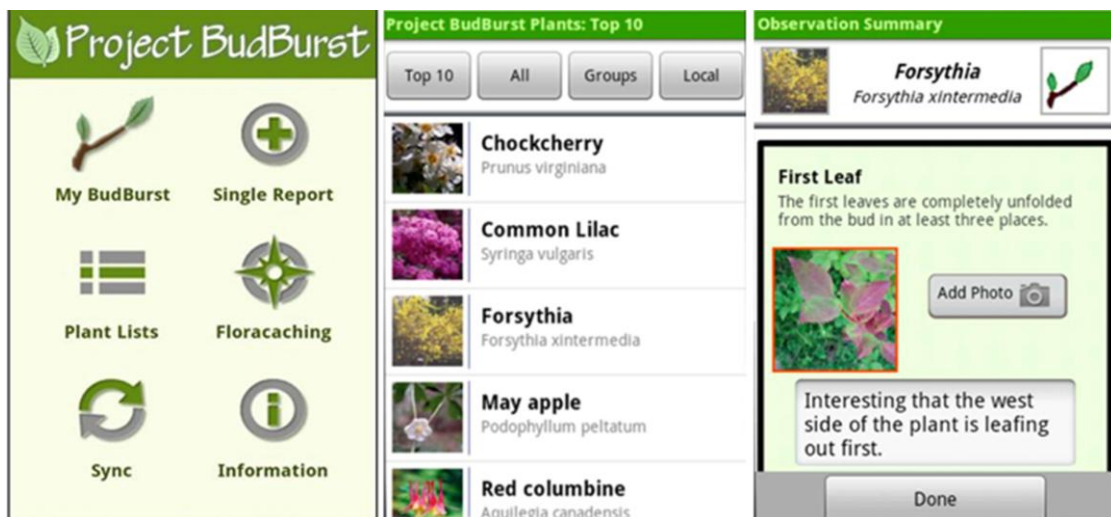 Project BudBurst
My BudBurst
Single Report
Plant Lists
Floracaching
Sync
Information
Project BudBurst Plants: Top 10
Top 10
All
Groups
Local
Chockcherry
Prunus virginiana
Common Lilac
Syringa vulgaris
Forsythia
Forsythia xintermedia
May apple
Podophyllum peltatum
Red columbine
Aquilegia canadensis
Observation Summary
Forsythia
Forsythia xintermedia
First Leaf
The first leaves are completely unfolded
from the bud in at least three places.
Add Photo
Interesting that the west
side of the plant is leafing
out first.
Done